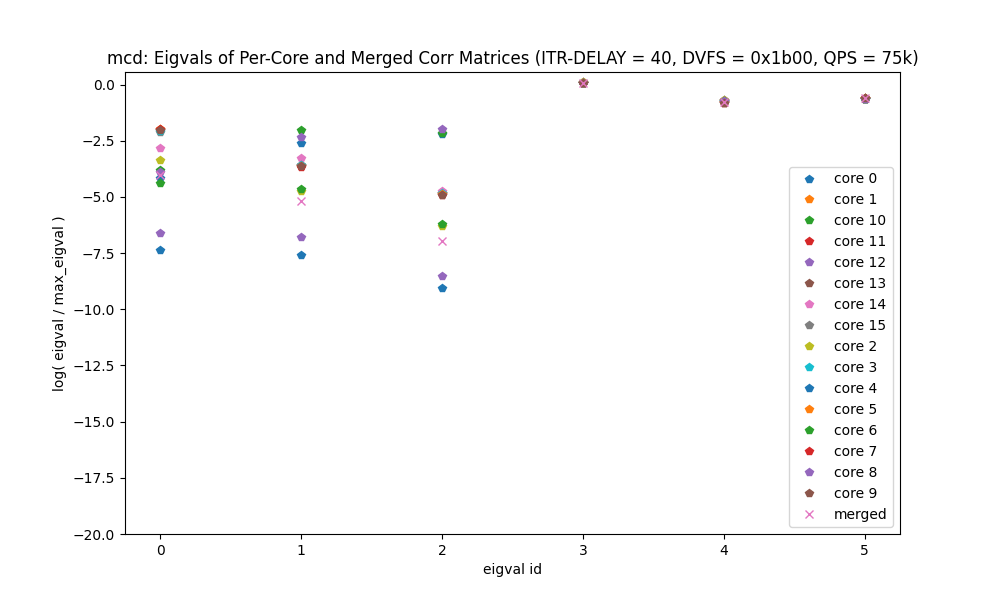 mcd: Eigvals of Per-Core and Merged Corr Matrices (ITR-DELAY = 40, DVFS = 0x1b00, QPS = 75k)
log( eigval / max_eigval )
0.0
−2.5
−5.0
−7.5
−10.0
−12.5
−15.0
−17.5
−20.0
core 0
core 1
core 10
core 11
core 12
core 13
core 14
core 15
core 2
core 3
core 4
core 5
core 6
core 7
core 8
core 9
merged
0 1 2 3 4 5
eigval id